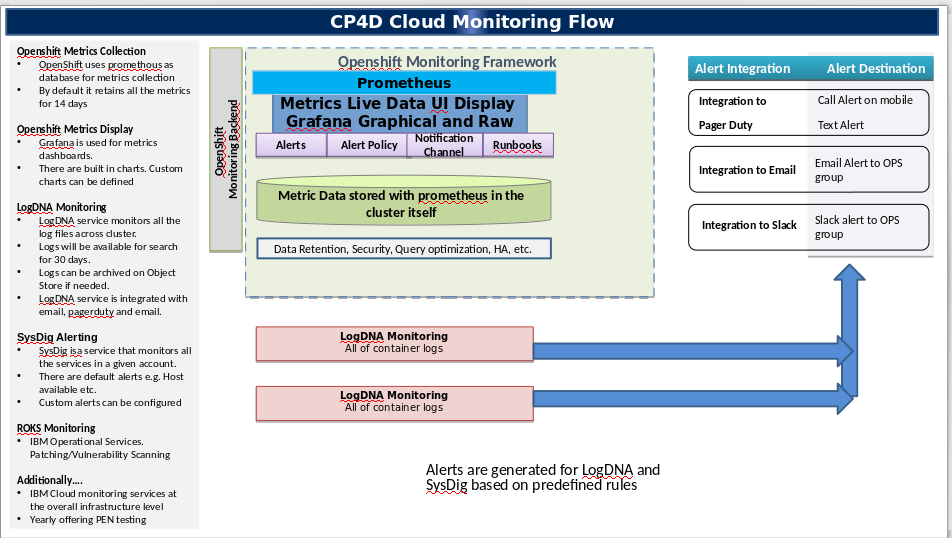 CP4D Cloud Monitoring Flow
Openshift Metrics Collection
• OpenShift uses promethous as
database for metrics collection
• By default it retains all the metrics
for 14 days
Openshift Metrics Display
• Grafana is used for metrics
dashboards.
• There are built in charts. Custom
charts can be defined
LogDNA Monitoring
• LogDNA service monitors all the
log files across cluster.
• Logs will be available for search
for 30 days.
• Logs can be archived on Object
Store if needed.
• LogDNA service is integrated with
email, pagerduty and email.
SysDig Alerting
• SysDig isa service that monitors all
the services in a given account.
• There are default alerts e.g. Host
available etc.
• Custom alerts can be configured
ROKS Monitoring
• IBM Operational Services.
Patching/Vulnerability Scanning
Additionally....
• IBM Cloud monitoring services at
the overall infrastructure level
• Yearly offering PEN testing
OpenShift
Monitoring Backend
Openshift Monitoring Framework
Prometheus
Metrics Live Data UI Display
Grafana Graphical and Raw
Alerts
Alert Policy
Notification
Channel
Runbooks
Metric Data stored with prometheus in the
cluster itself
Data Retention, Security, Query optimization, HA, etc.
LogDNA Monitoring
All of container logs
LogDNA Monitoring
All of container logs
Alerts are generated for LogDNA and
SysDig based on predefined rules
Alert Integration Alert Destination
Integration to
Pager Duty
Call Alert on mobile
Text Alert
Integration to Email
Email Alert to OPS
group
Integration to Slack
Slack alert to OPS
group